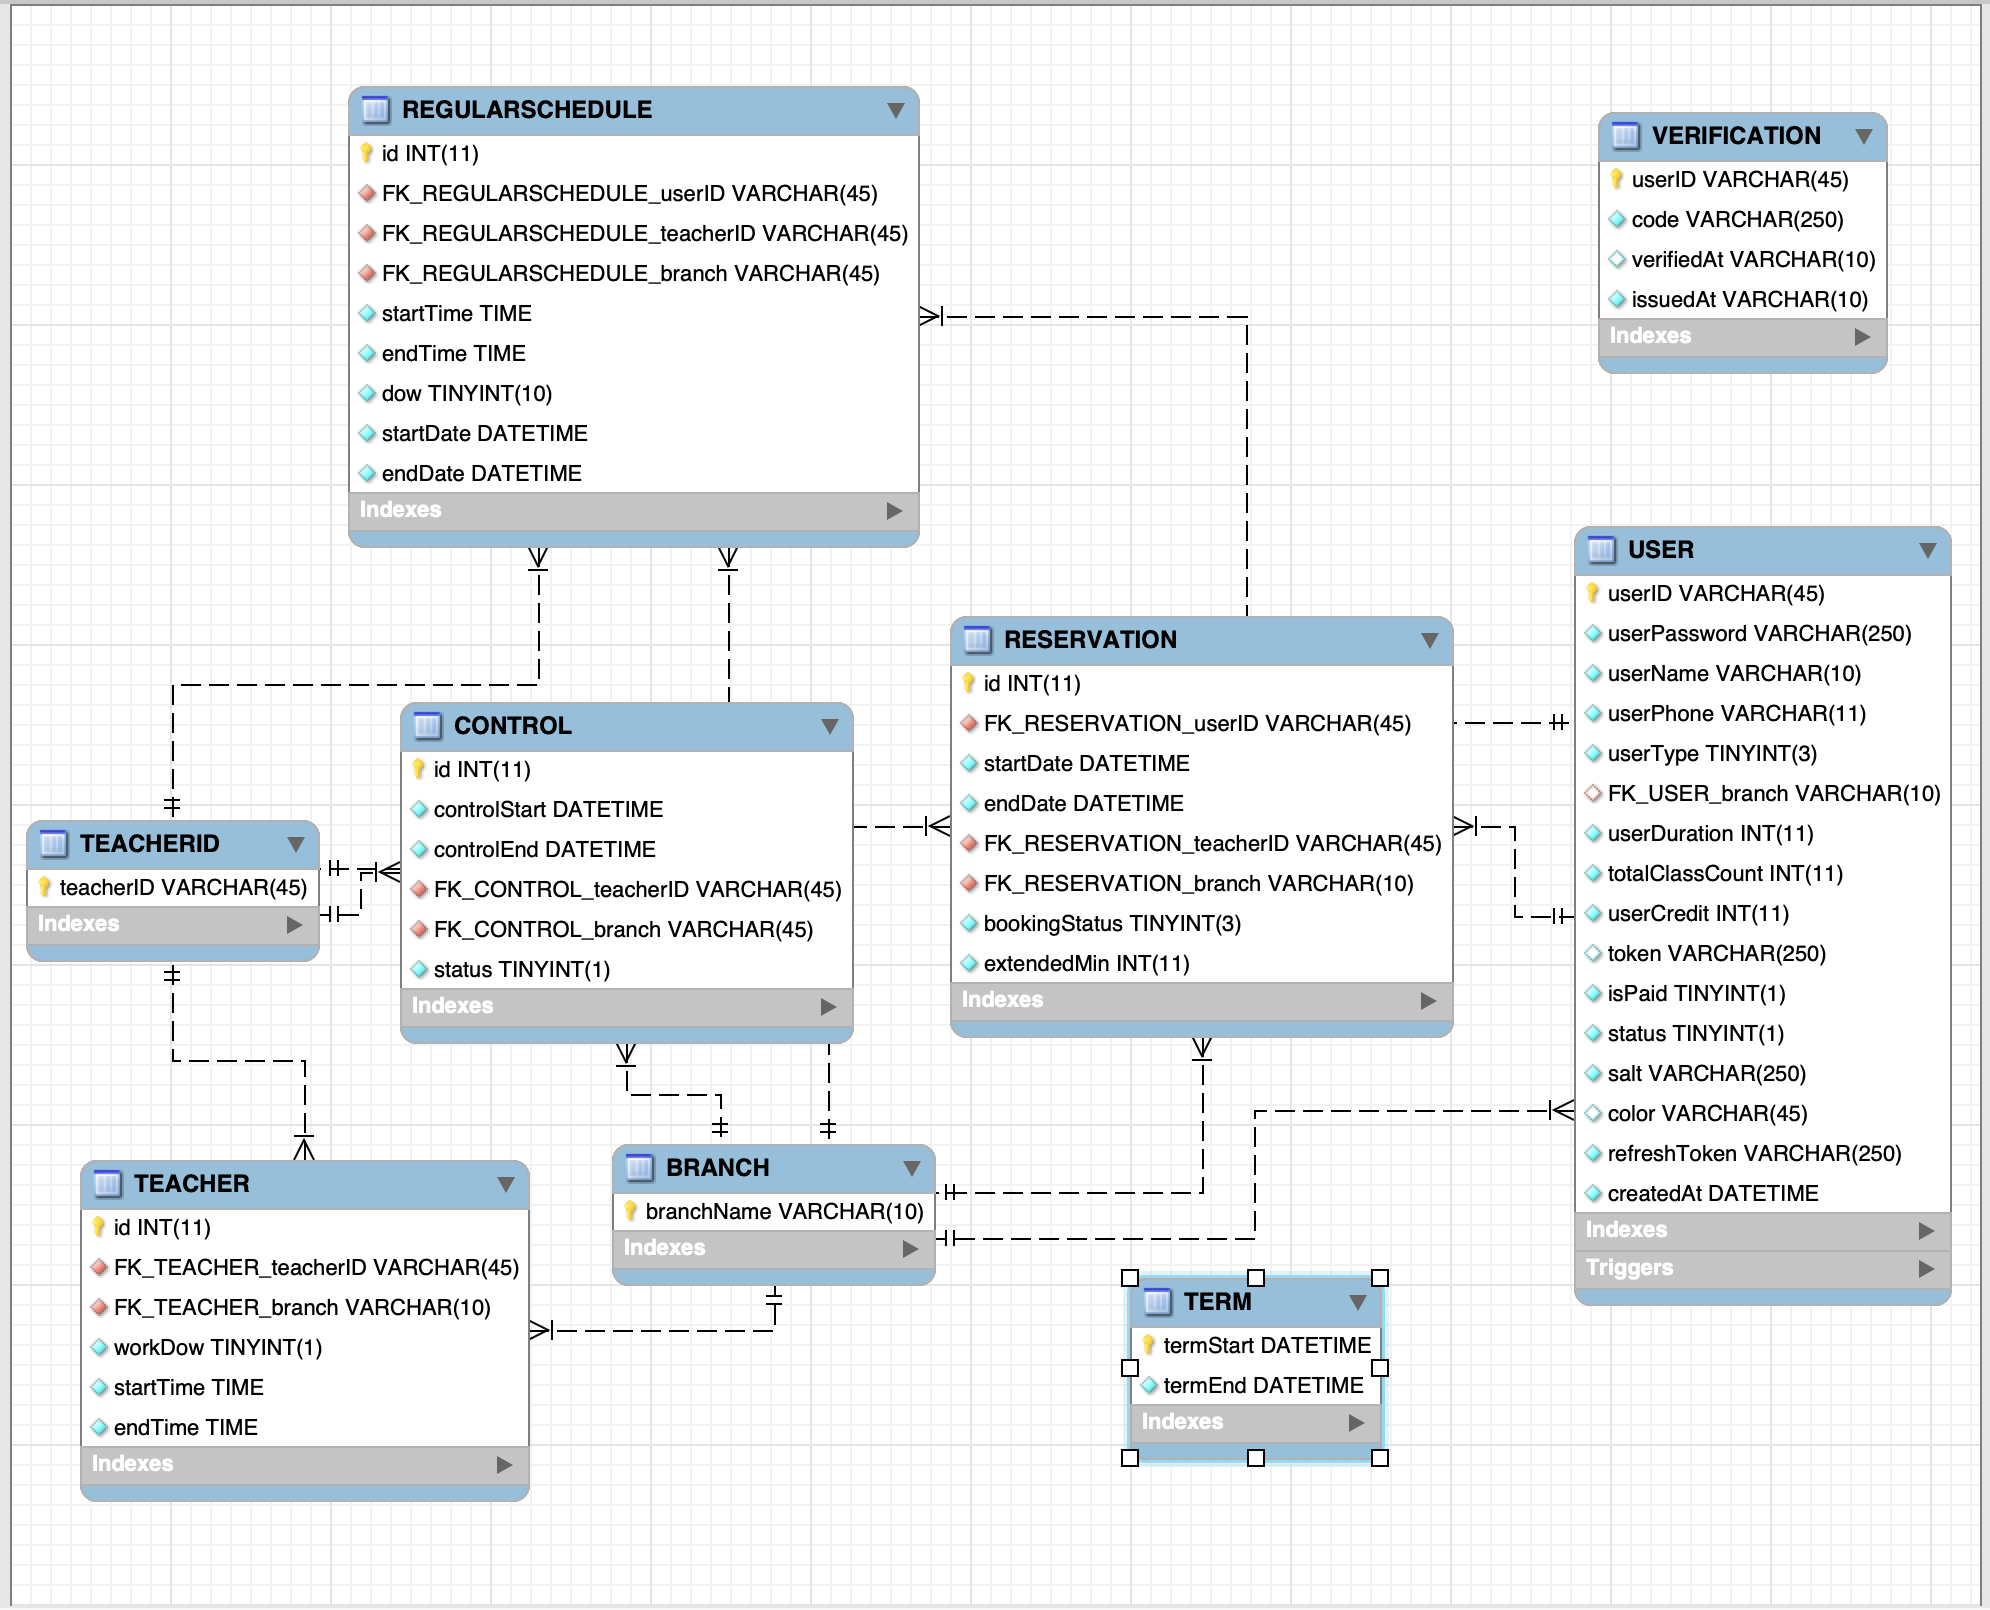 REGULARSCHEDULE
id INT(11)
FK_REGULARSCHEDULE_userID VARCHAR(45)
FK_REGULARSCHEDULE_teacherID VARCHAR(45)
FK_REGULARSCHEDULE_branch VARCHAR(45)
startTime TIME
endTime TIME
dow TINYINT(10)
startDate DATETIME
endDate DATETIME
Indexes
VERIFICATION
userID VARCHAR(45)
code VARCHAR(250)
verifiedAt VARCHAR(10)
issuedAt VARCHAR(10)
Indexes
USER
userID VARCHAR(45)
userPassword VARCHAR(250)
userName VARCHAR(10)
userPhone VARCHAR(11)
userType TINYINT(3)
FK_USER_branch VARCHAR(10)
userDuration INT(11)
totalClassCount INT(11)
userCredit INT(11)
token VARCHAR(250)
isPaid TINYINT(1)
status TINYINT(1)
salt VARCHAR(250)
color VARCHAR(45)
refreshToken VARCHAR(250)
createdAt DATETIME
Indexes
Triggers
RESERVATION
id INT(11)
FK_RESERVATION_userID VARCHAR(45)
startDate DATETIME
endDate DATETIME
FK_RESERVATION_teacherID VARCHAR(45)
FK_RESERVATION_branch VARCHAR(10)
bookingStatus TINYINT(3)
extendedMin INT(11)
Indexes
CONTROL
id INT(11)
controlStart DATETIME
controlEnd DATETIME
FK_CONTROL_teacherID VARCHAR(45)
FK_CONTROL_branch VARCHAR(45)
status TINYINT(1)
Indexes
TEACHERID
teacherID VARCHAR(45)
Indexes
TEACHER
id INT(11)
FK_TEACHER_teacherID VARCHAR(45)
FK_TEACHER_branch VARCHAR(10)
workDow TINYINT(1)
startTime TIME
endTime TIME
Indexes
BRANCH
branchName VARCHAR(10)
Indexes
TERM
termStart DATETIME
termEnd DATETIME
Indexes